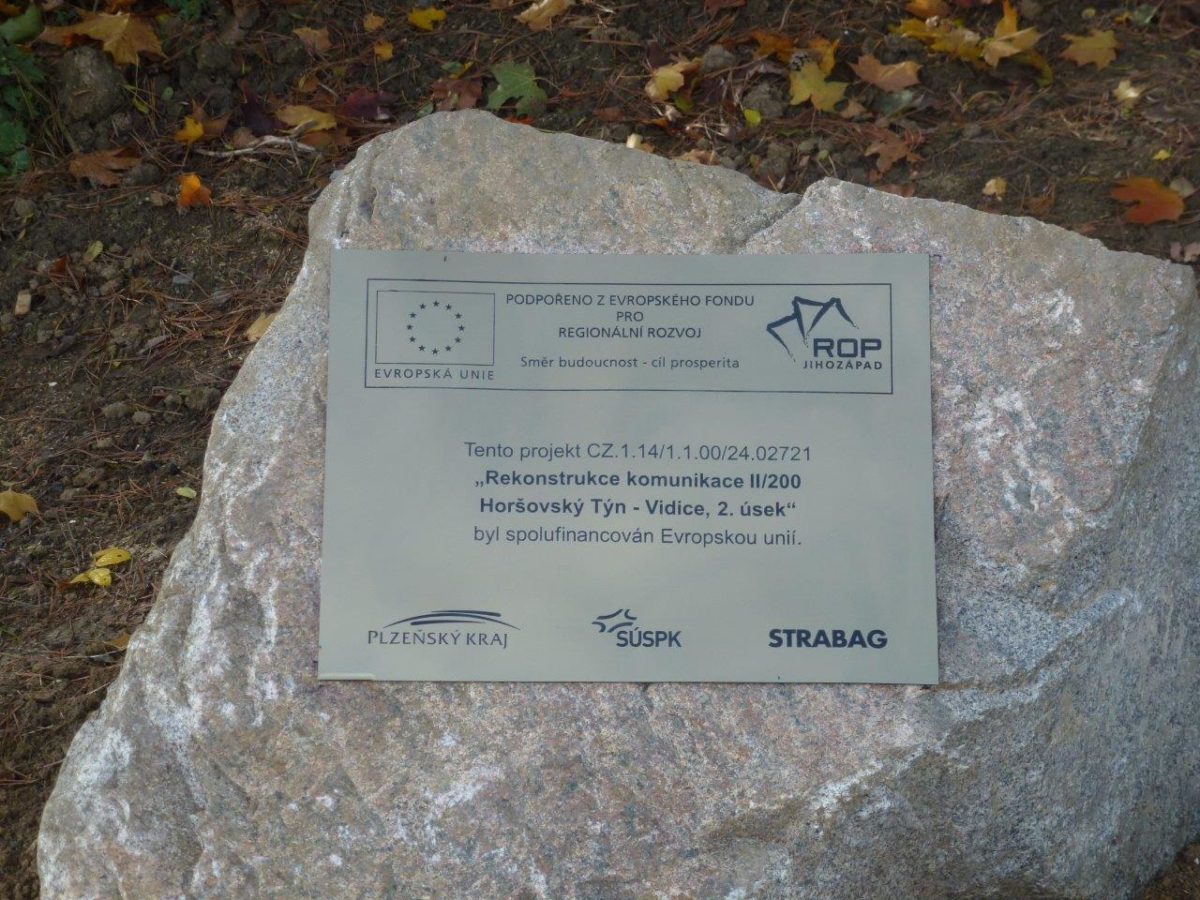 PODPOŘENO Z EVROPSKÉHO FONDU
PRO
REGIONÁLNÍ ROZVOJ
Směr budoucnost - cíl prosperita
EVROPSKÁ UNIE
ROP
JIHOZÁPAD
Tento projekt CZ.1.14/1.1.00/24.02721
„Rekonstrukce komunikace II/200
Horšovský Týn - Vidice, 2. úsek“
byl spolufinancován Evropskou unií.
PLZEŇSKÝ KRAJ
SÚSPK
STRABAG